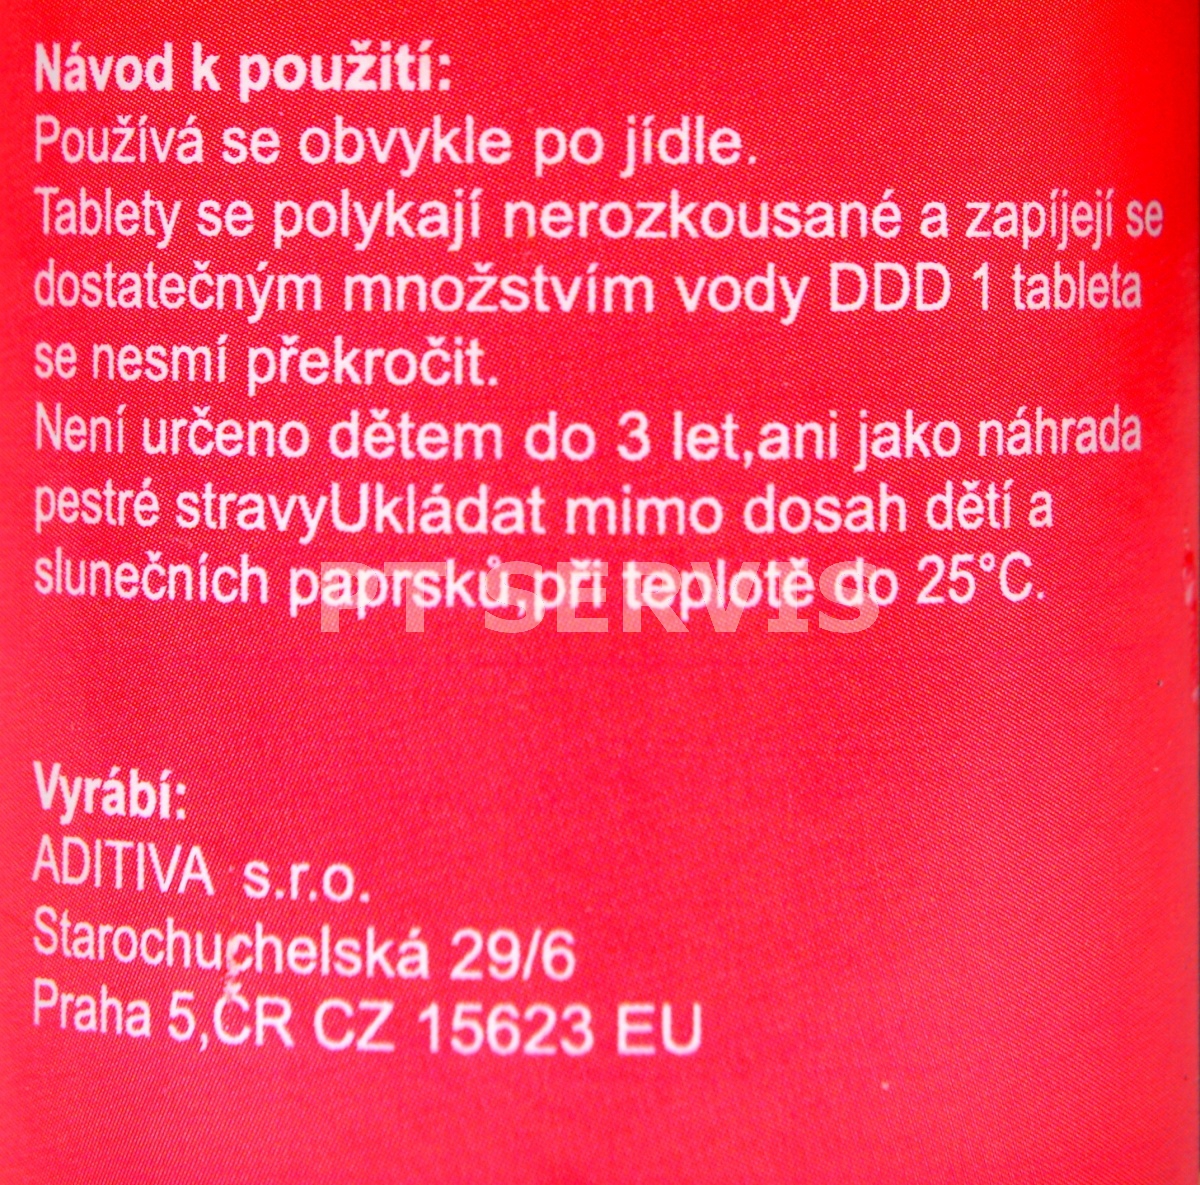 Návod k použití:
Používá se obvykle po jídle.
Tablety se polykají nerozkousané a zapíjejí se
dostatečným množstvím vody DDD 1 tableta
se nesmí překročit.
Není určeno dětem do 3 let,ani jako náhrada
pestré stravyUkládat mimo dosah dětí a
slunečních paprsků,při teplotě do 25°C.
PT SERVIS
Vyrábí:
ADITIVA s.r.o.
Starochuchelská 29/6
Praha 5,ČR CZ 15623 EU